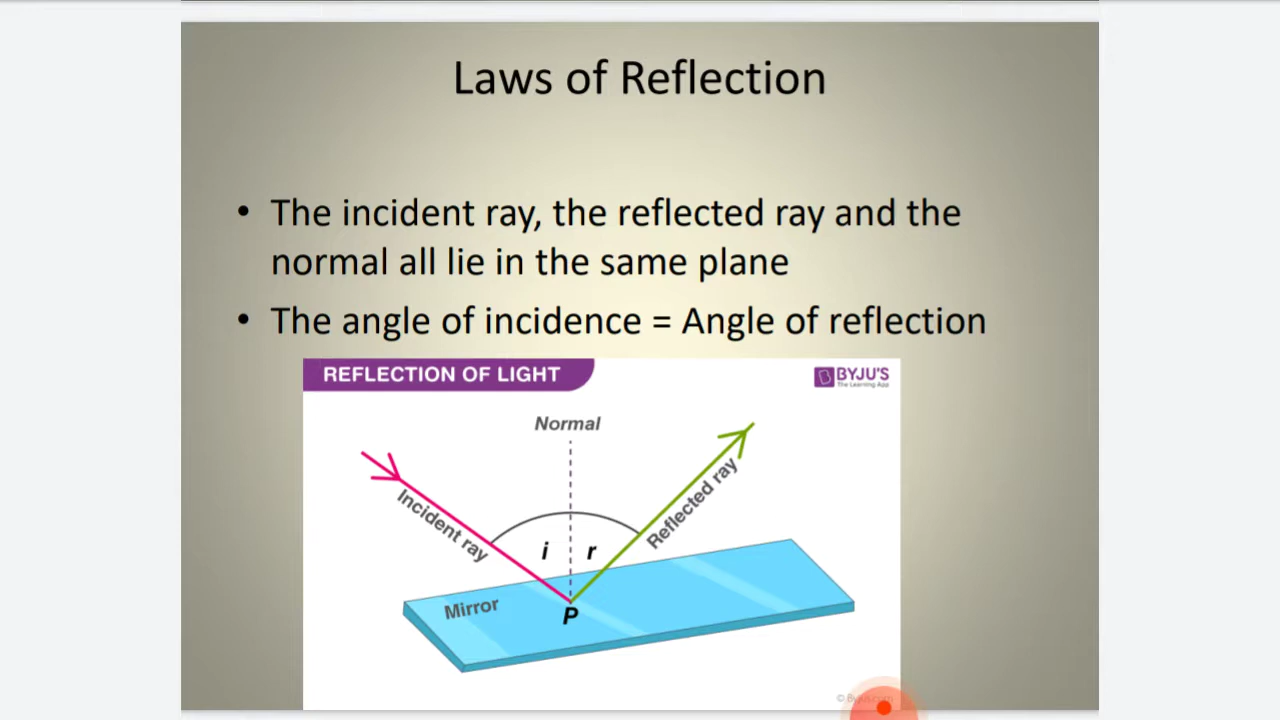 Laws of Reflection
• The incident ray, the reflected ray and the
normal all lie in the same plane
• The angle of incidence = Angle of reflection
REFLECTION OF LIGHT
BYJU'S
The Learning App
Normal
Incident ray
Reflected ray
i
r
Mirror
P
© Byjus.com